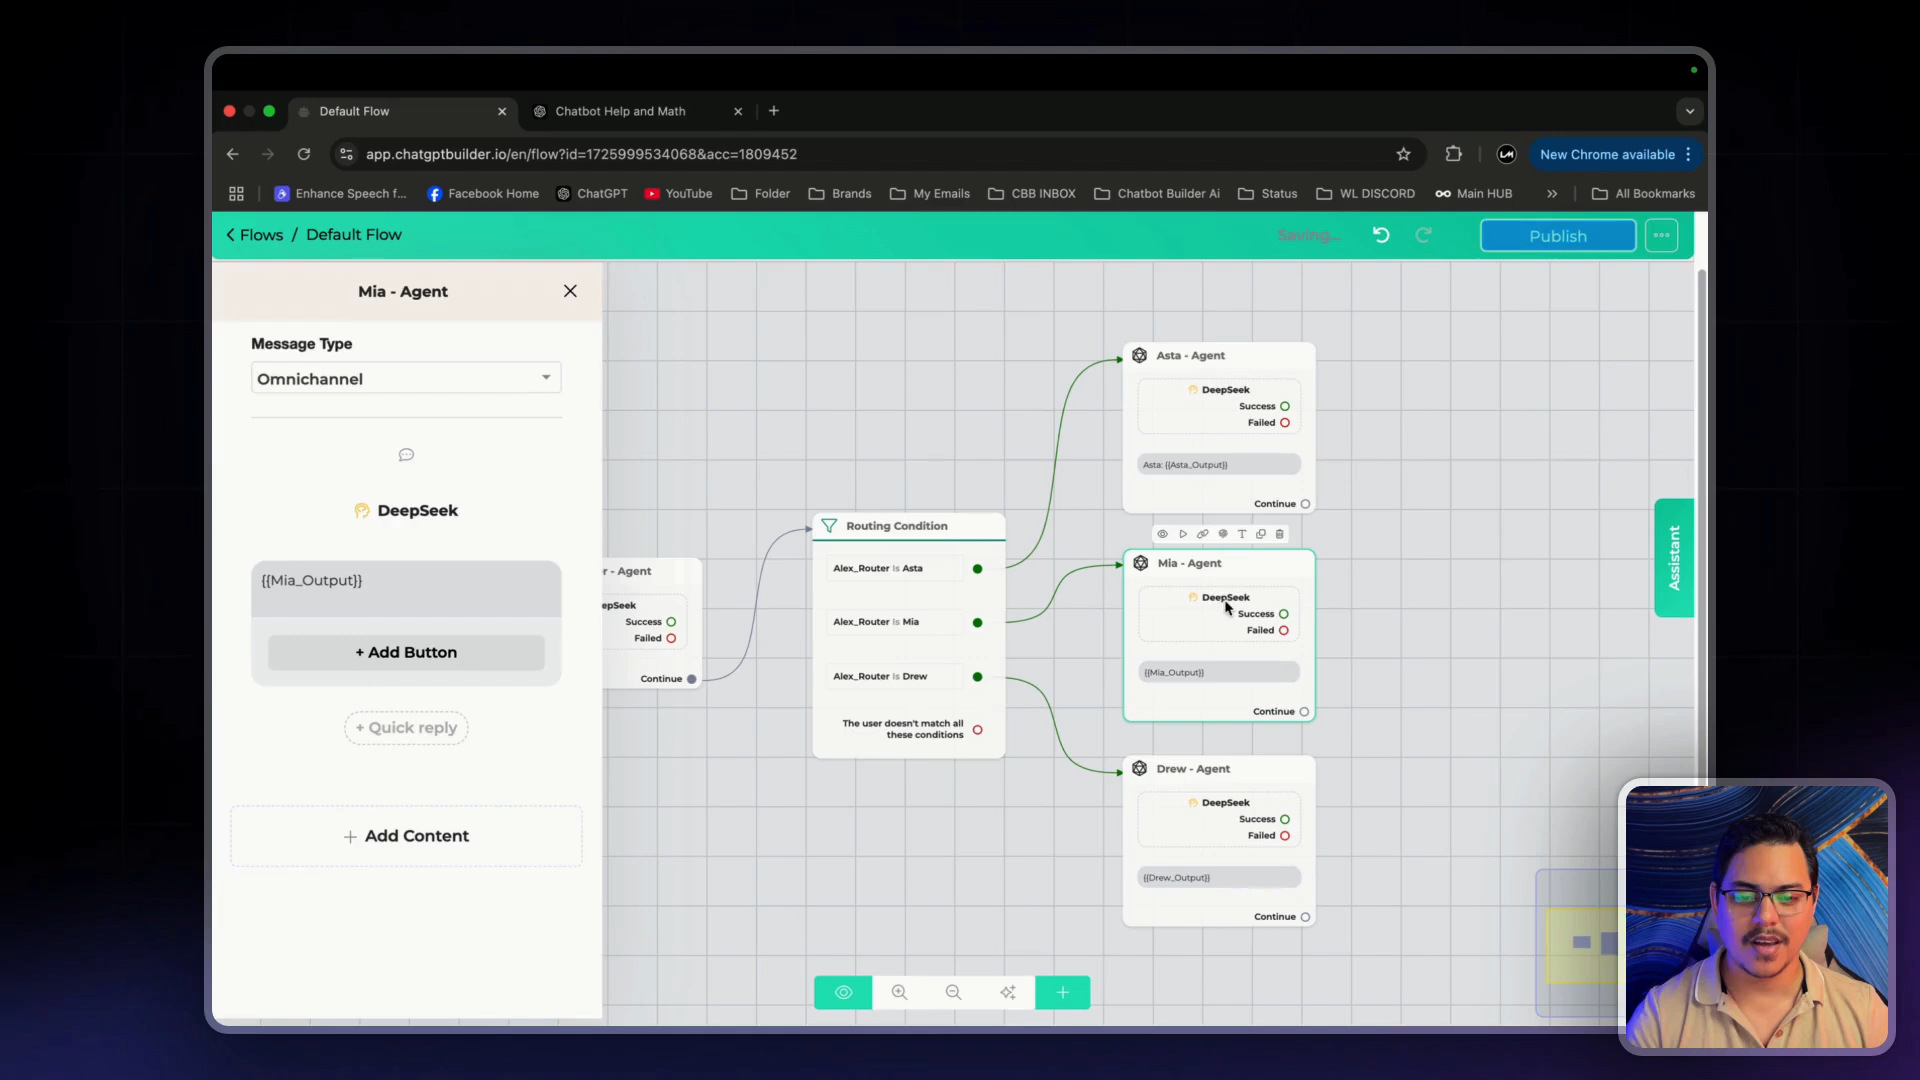 Default Flow
Chatbot Help and Math
app.chatgptbuilder.io/en/flow?id=1725999534068&acc=1809452
New Chrome available
Enhance Speech f...
Facebook Home
ChatGPT
YouTube
Folder
Brands
My Emails
CBB INBOX
Chatbot Builder Ai
Status
WL DISCORD
Main HUB
All Bookmarks
Flows / Default Flow
Saving...
Publish
Mia - Agent
Message Type
Omnichannel
DeepSeek
{{Mia_Output}}
+ Add Button
+ Quick reply
+ Add Content
r - Agent
epSeek
Success
Failed
Continue
Routing Condition
Alex_Router Is Asta
Alex_Router Is Mia
Alex_Router Is Drew
The user doesn't match all
these conditions
Asta - Agent
DeepSeek
Success
Failed
Asta: {{Asta_Output}}
Continue
Mia - Agent
DeepSeek
Success
Failed
{{Mia_Output}}
Continue
Drew - Agent
DeepSeek
Success
Failed
{{Drew_Output}}
Continue
Assistant